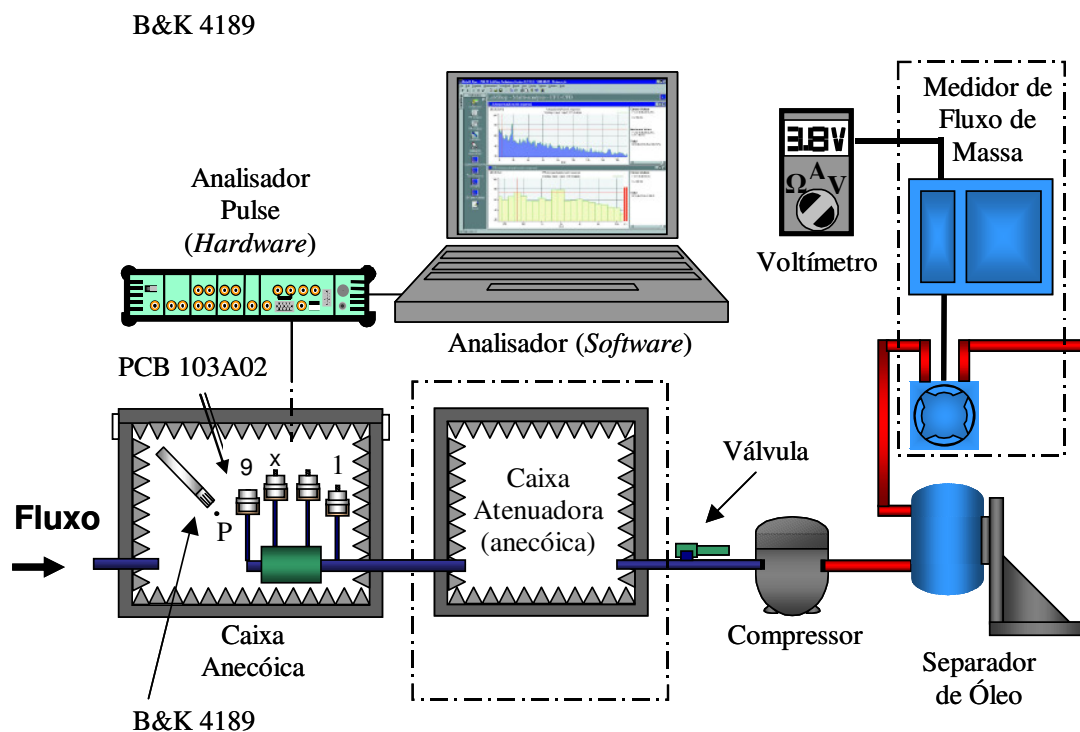 B&K 4189
Medidor de
Fluxo de
Massa
3.8V
Ω A V
Voltímetro
Analisador
Pulse
(Hardware)
Analisador (Software)
PCB 103A02
9 x 1
P
Fluxo
Caixa
Atenuadora
(anecóica)
Válvula
Caixa
Anecóica
Compressor
Separador
de Óleo
B&K 4189